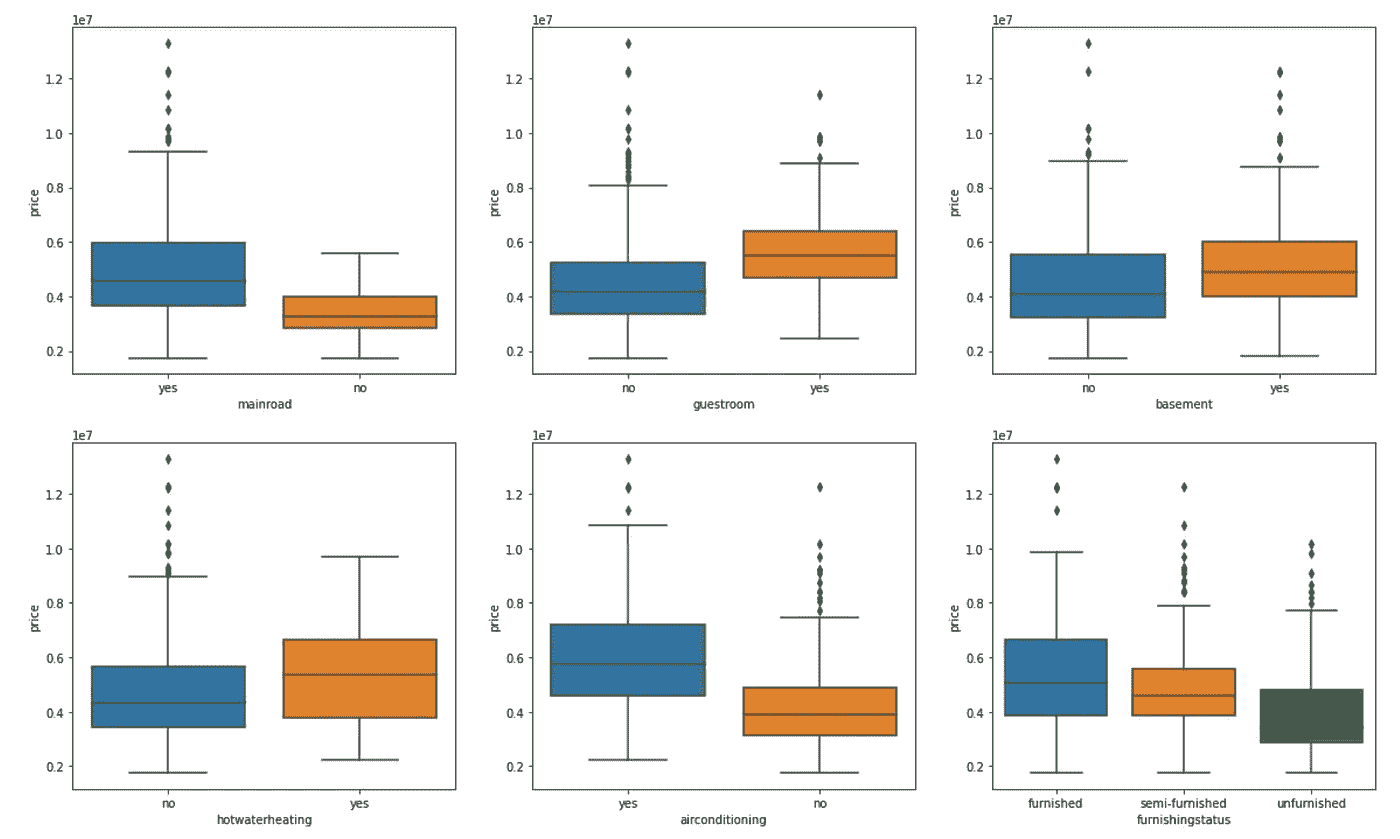 1e7
1.2
1.0
0.8
0.6
0.4
0.2
price
yes no
mainroad
1e7
1.2
1.0
0.8
0.6
0.4
0.2
price
no yes
guestroom
1e7
1.2
1.0
0.8
0.6
0.4
0.2
price
no yes
basement
1e7
1.2
1.0
0.8
0.6
0.4
0.2
price
no yes
hotwaterheating
1e7
1.2
1.0
0.8
0.6
0.4
0.2
price
yes no
airconditioning
1e7
1.2
1.0
0.8
0.6
0.4
0.2
price
furnished semi-furnished unfurnished
furnishingstatus